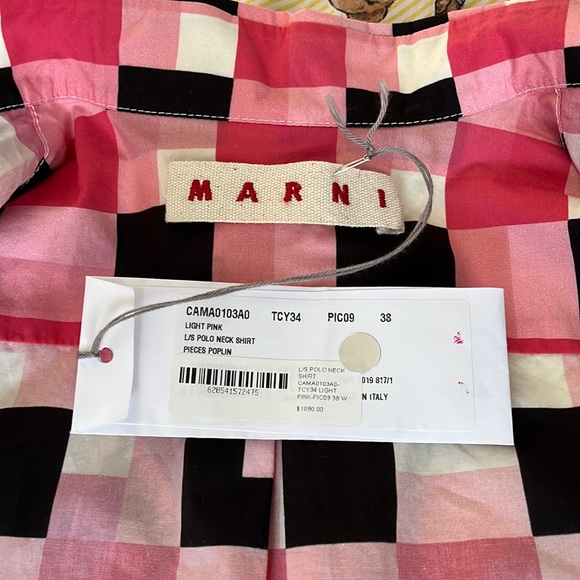 MARNI
CAMA0103A0 TCY34 PIC09 38
LIGHT PINK
L/S POLO NECK SHIRT
PIECES POPLIN
019 817/1
N ITALY
620541572475
L/S POLO NECK
SHIRT
CAMA0103A0-
TCY34 LIGHT
PINK-PIC09 38 W
$1090.00